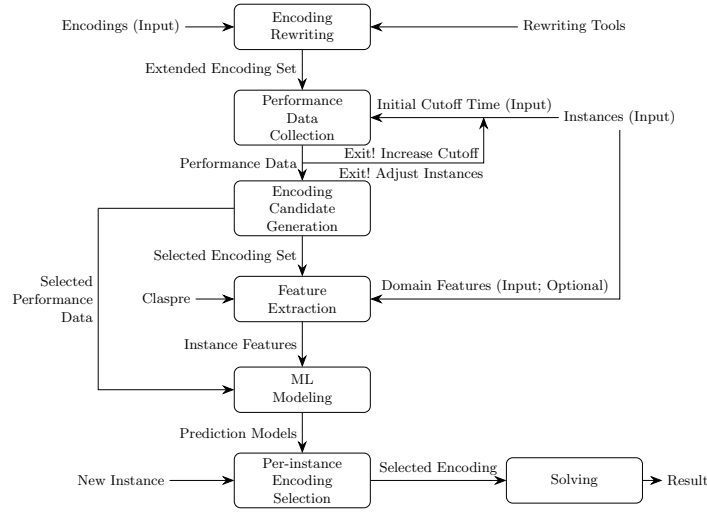 Encodings (Input)
Encoding
Rewriting
Rewriting Tools
Extended Encoding Set
Performance
Data
Collection
Initial Cutoff Time (Input)
Instances (Input)
Performance Data
Exit! Increase Cutoff
Exit! Adjust Instances
Encoding
Candidate
Generation
Selected Encoding Set
Selected
Performance
Data
Claspre
Feature
Extraction
Domain Features (Input; Optional)
Instance Features
ML
Modeling
Prediction Models
New Instance
Per-instance
Encoding
Selection
Selected Encoding
Solving
Result